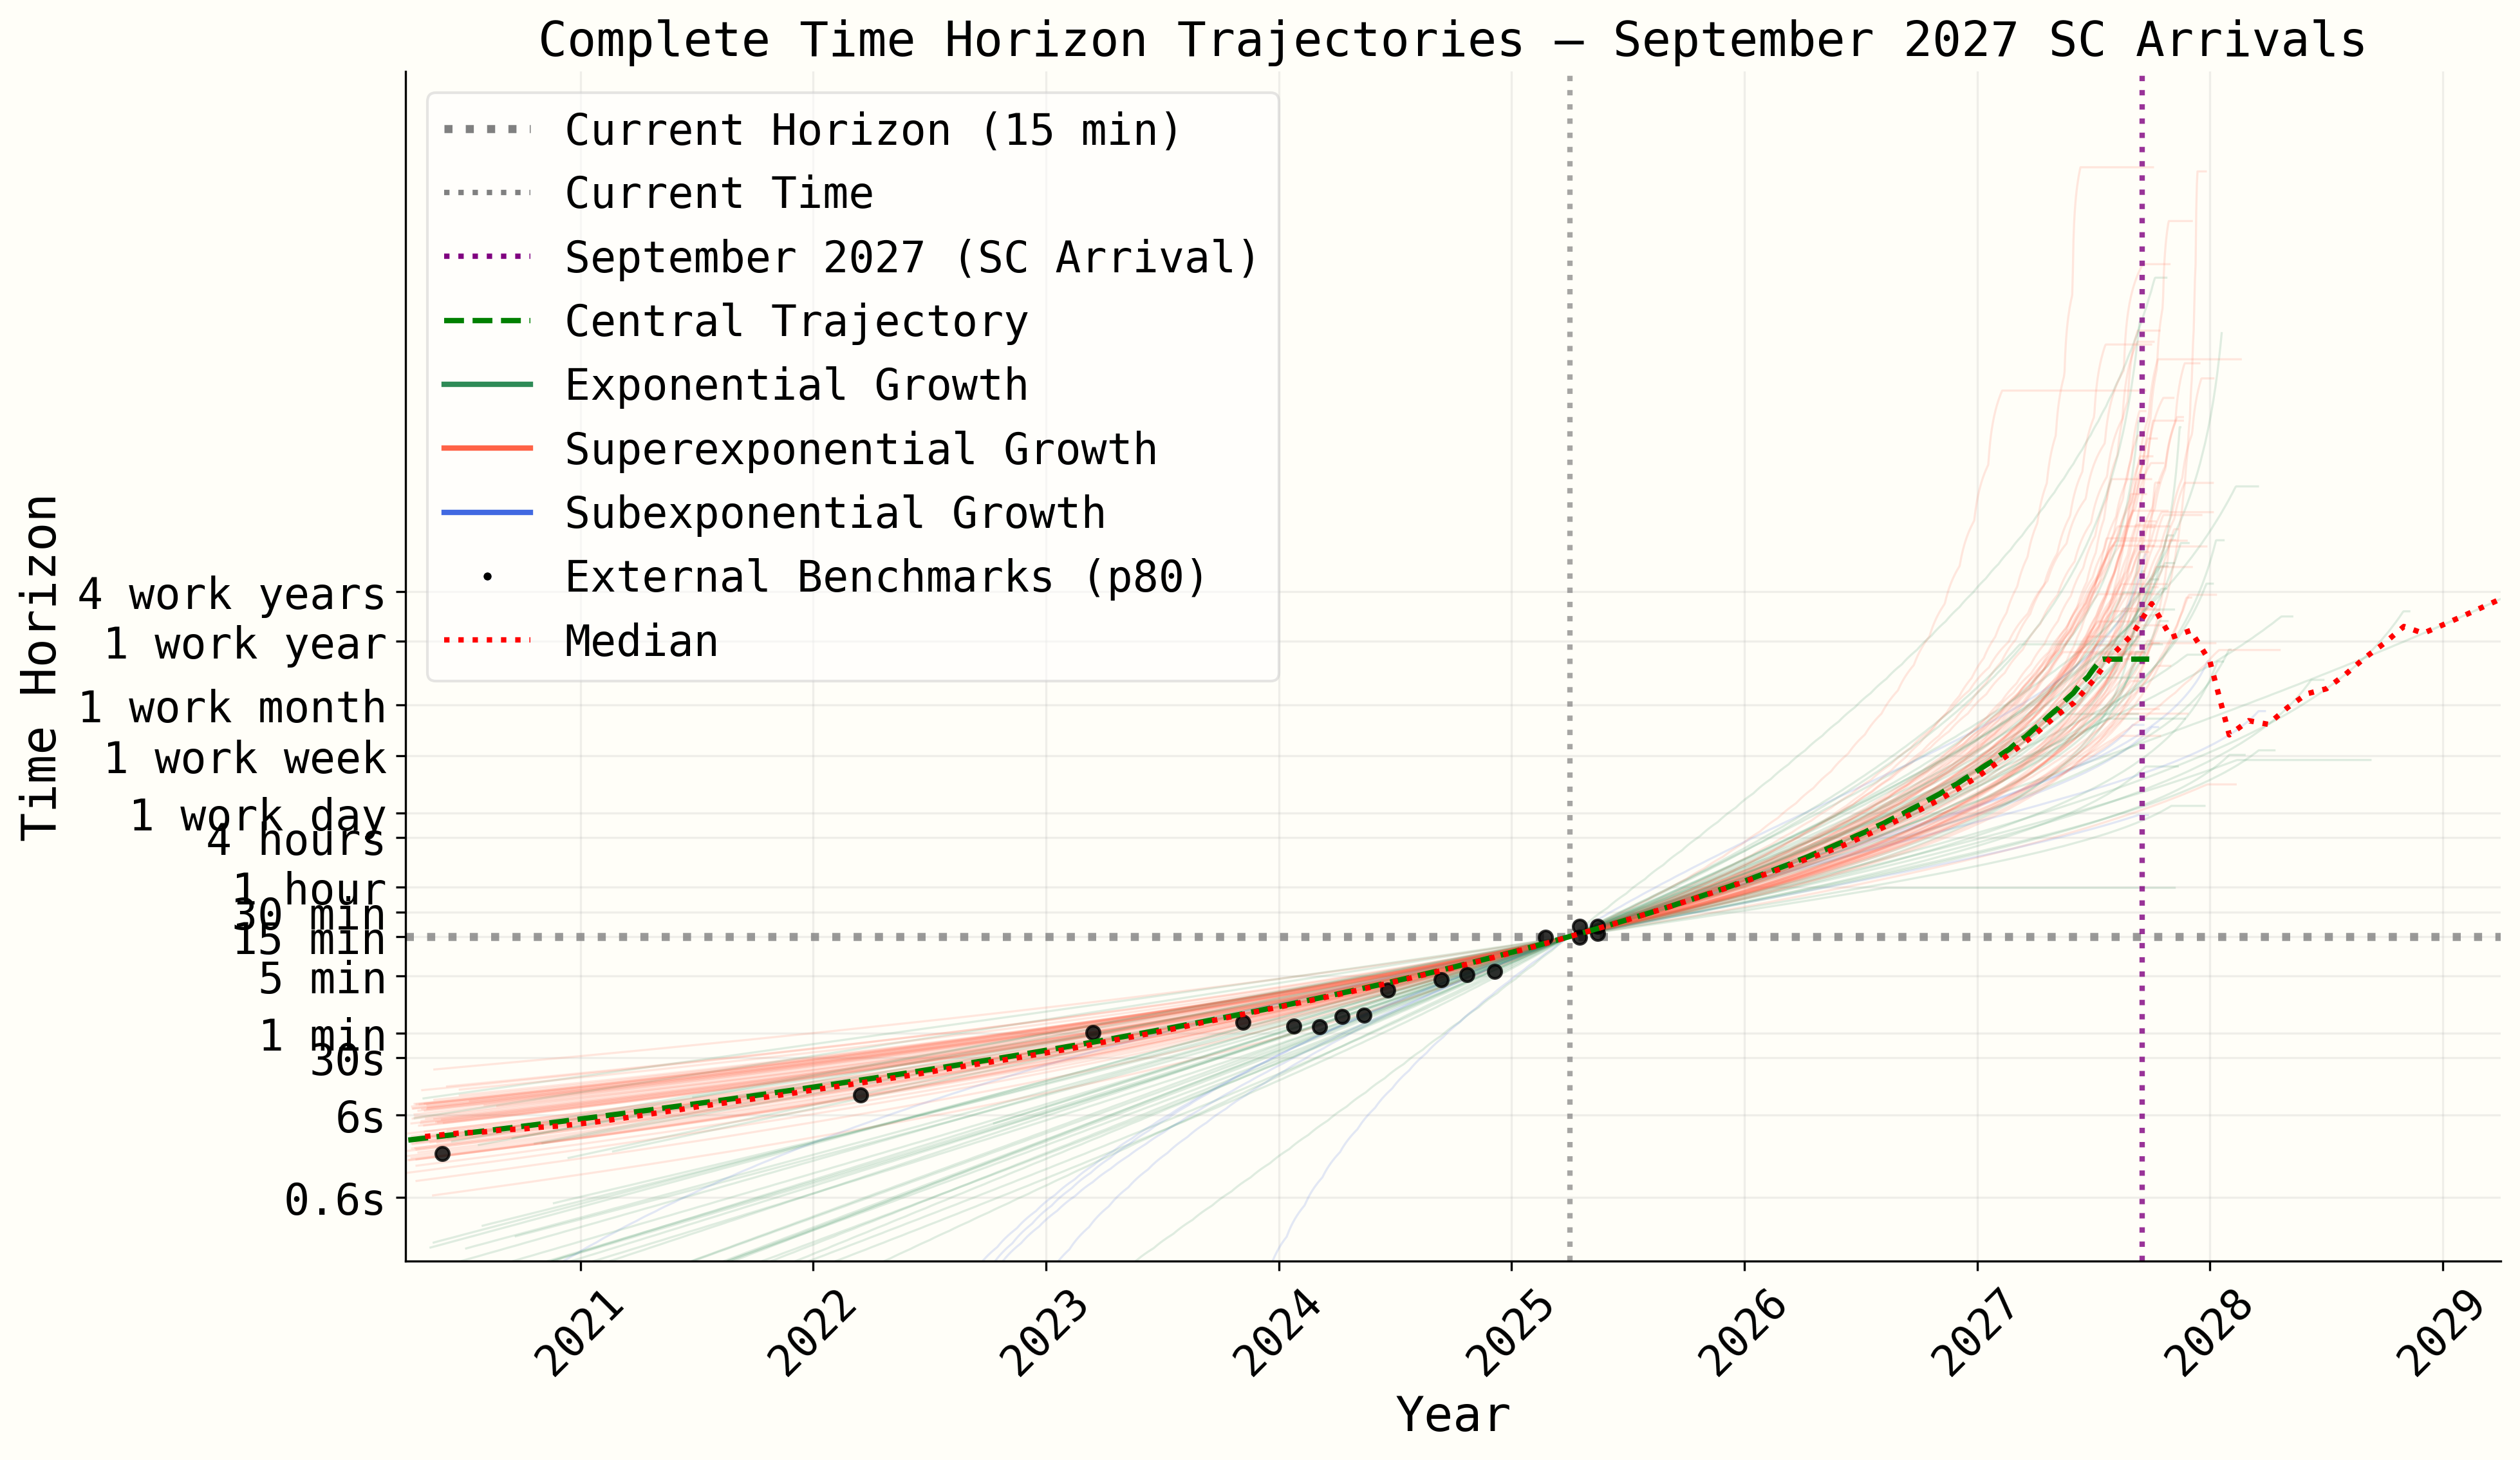 Complete Time Horizon Trajectories — September 2027 SC Arrivals
Current Horizon (15 min)
Current Time
September 2027 (SC Arrival)
Central Trajectory
Exponential Growth
Superexponential Growth
Subexponential Growth
External Benchmarks (p80)
Median
Time Horizon
4 work years
1 work year
1 work month
1 work week
1 work day
4 hours
1 hour
30 min
15 min
5 min
1 min
30s
6s
0.6s
2021
2022
2023
2024
2025
2026
2027
2028
2029
Year